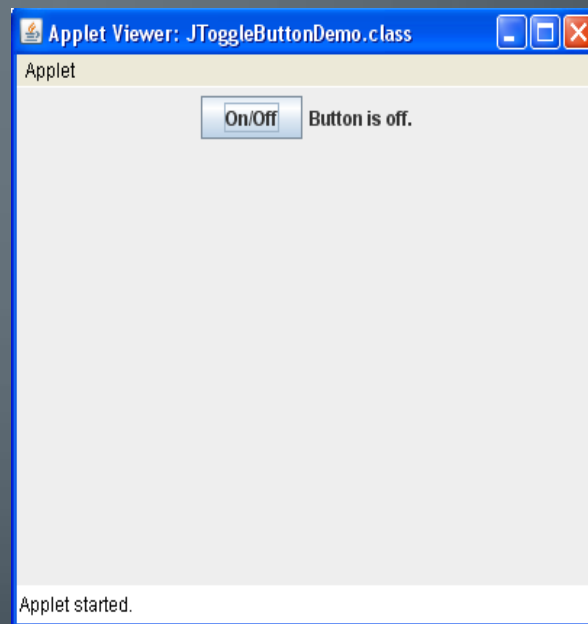 Applet Viewer: JToggleButtonDemo.class
Applet
On/Off Button is off.
Applet started.